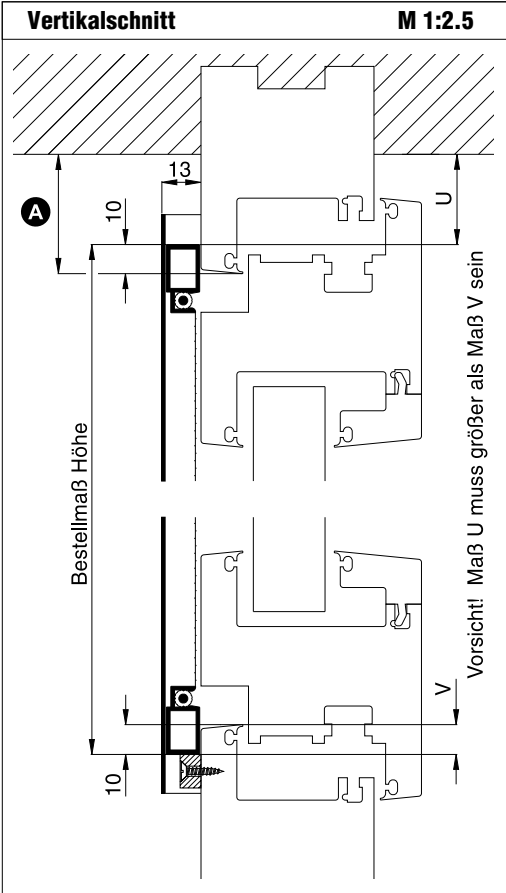 Vertikalschnitt M 1:2.5
13
A
10
U
Bestellmaß Höhe
Vorsicht! Maß U muss größer als Maß V sein
V
10